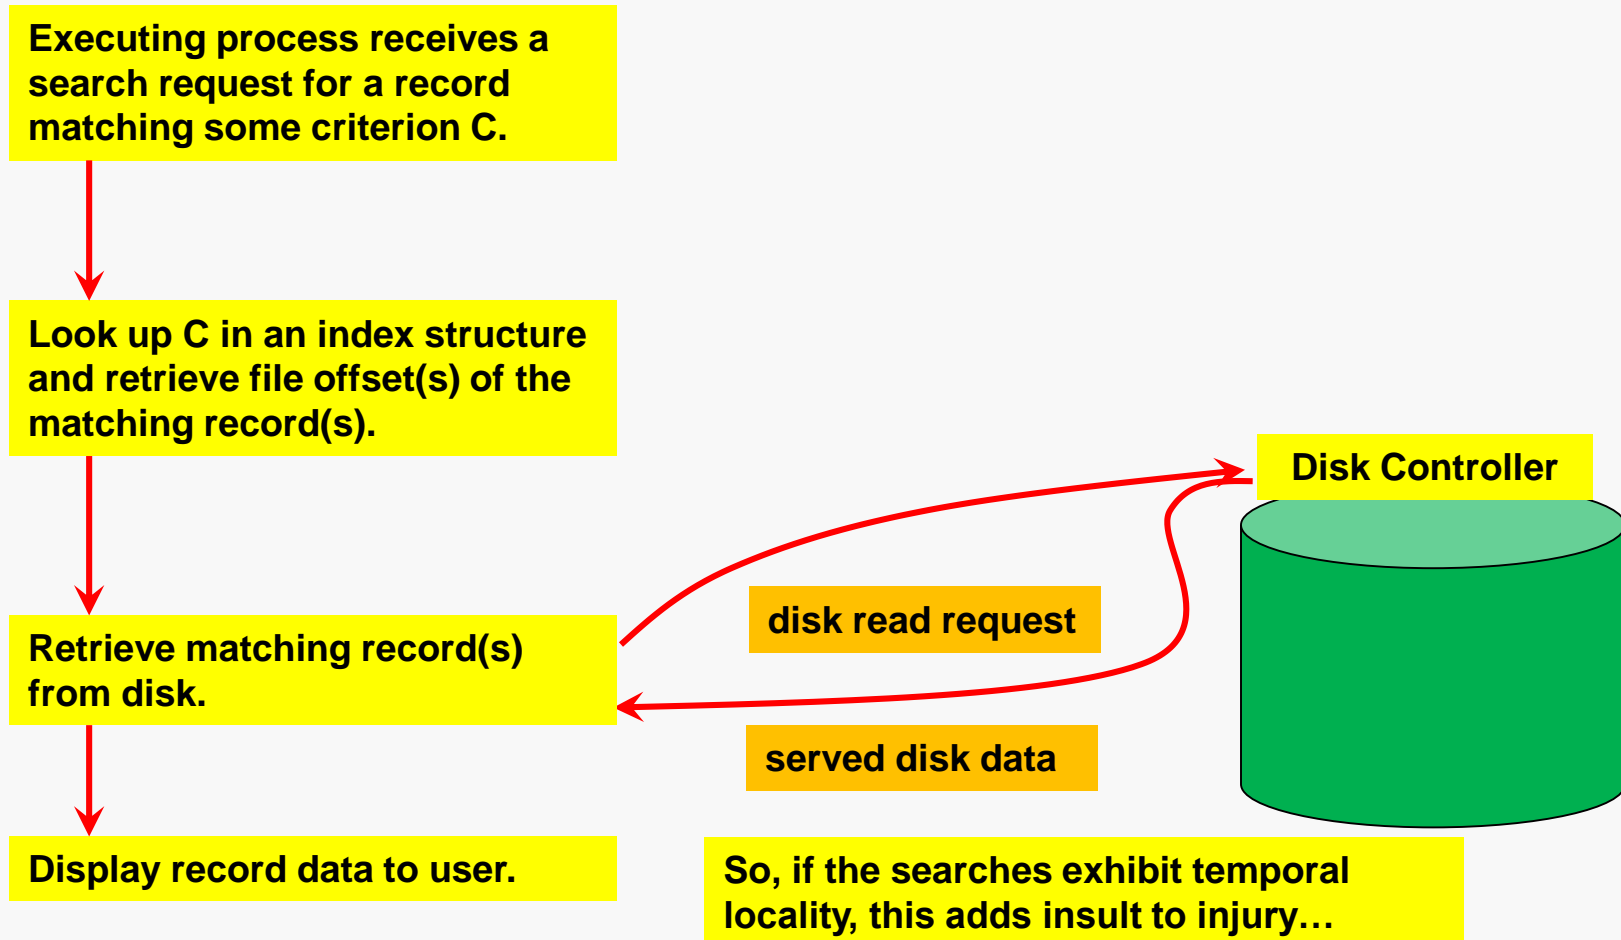 Executing process receives a
search request for a record
matching some criterion C.
Look up C in an index structure
and retrieve file offset(s) of the
matching record(s).
Disk Controller
disk read request
Retrieve matching record(s)
from disk.
served disk data
Display record data to user.
So, if the searches exhibit temporal
locality, this adds insult to injury…